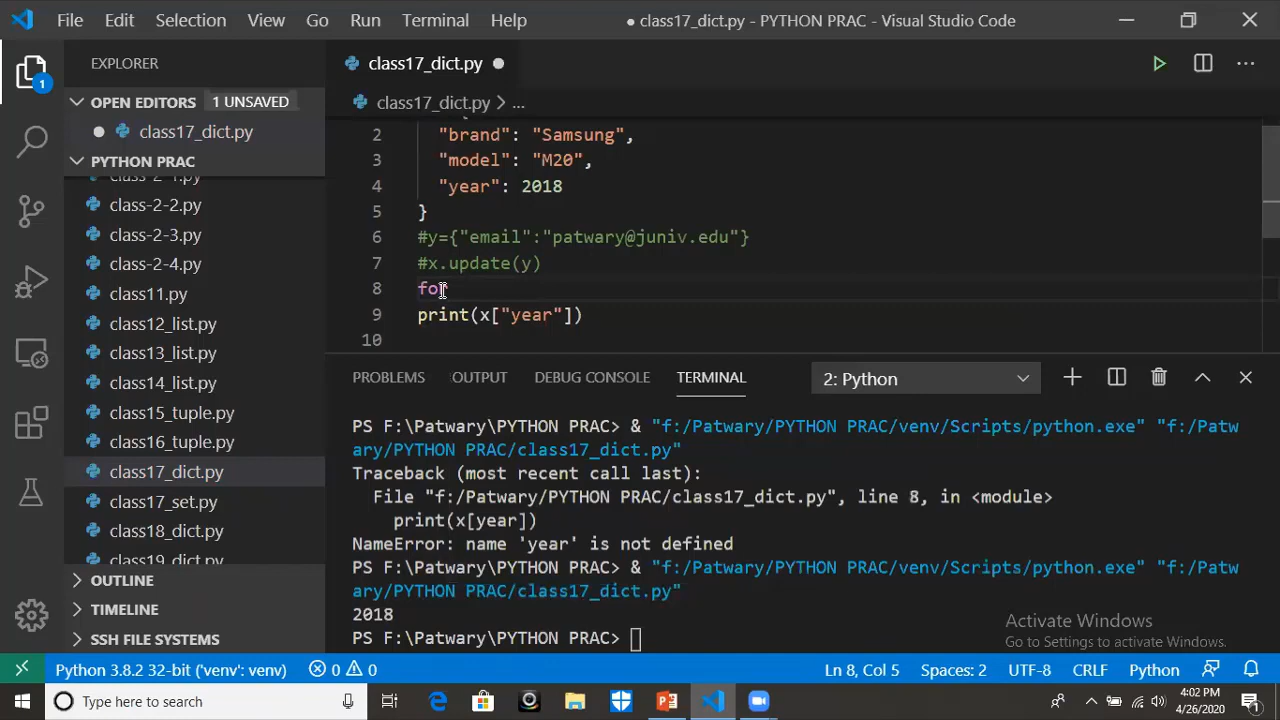 File Edit Selection View Go Run Terminal Help ● class17_dict.py - PYTHON PRAC - Visual Studio Code
EXPLORER
class17_dict.py
OPEN EDITORS 1 UNSAVED
class17_dict.py > ...
class17_dict.py
PYTHON PRAC
class-2-2.py
class-2-3.py
class-2-4.py
class11.py
class12_list.py
class13_list.py
class14_list.py
class15_tuple.py
class16_tuple.py
class17_dict.py
class17_set.py
class18_dict.py
class19_dict.py
OUTLINE
TIMELINE
SSH FILE SYSTEMS
1
2 "brand": "Samsung",
3 "model": "M20",
4 "year": 2018
5 }
6 #y={"email":"patwary@juniv.edu"}
7 #x.update(y)
8 for
9 print(x["year"])
10
PROBLEMS OUTPUT DEBUG CONSOLE TERMINAL 2: Python
PS F:\Patwary\PYTHON PRAC> & "f:/Patwary/PYTHON PRAC/venv/Scripts/python.exe" "f:/Patw
ary/PYTHON PRAC/class17_dict.py"
Traceback (most recent call last):
File "f:/Patwary/PYTHON PRAC/class17_dict.py", line 8, in <module>
print(x[year])
NameError: name 'year' is not defined
PS F:\Patwary\PYTHON PRAC> & "f:/Patwary/PYTHON PRAC/venv/Scripts/python.exe" "f:/Patw
ary/PYTHON PRAC/class17_dict.py"
2018
PS F:\Patwary\PYTHON PRAC>
Activate Windows
Go to Settings to activate Windows.
Python 3.8.2 32-bit ('venv': venv) 0 0 Ln 8, Col 5 Spaces: 2 UTF-8 CRLF Python
Type here to search
4:02 PM
4/26/2020
1